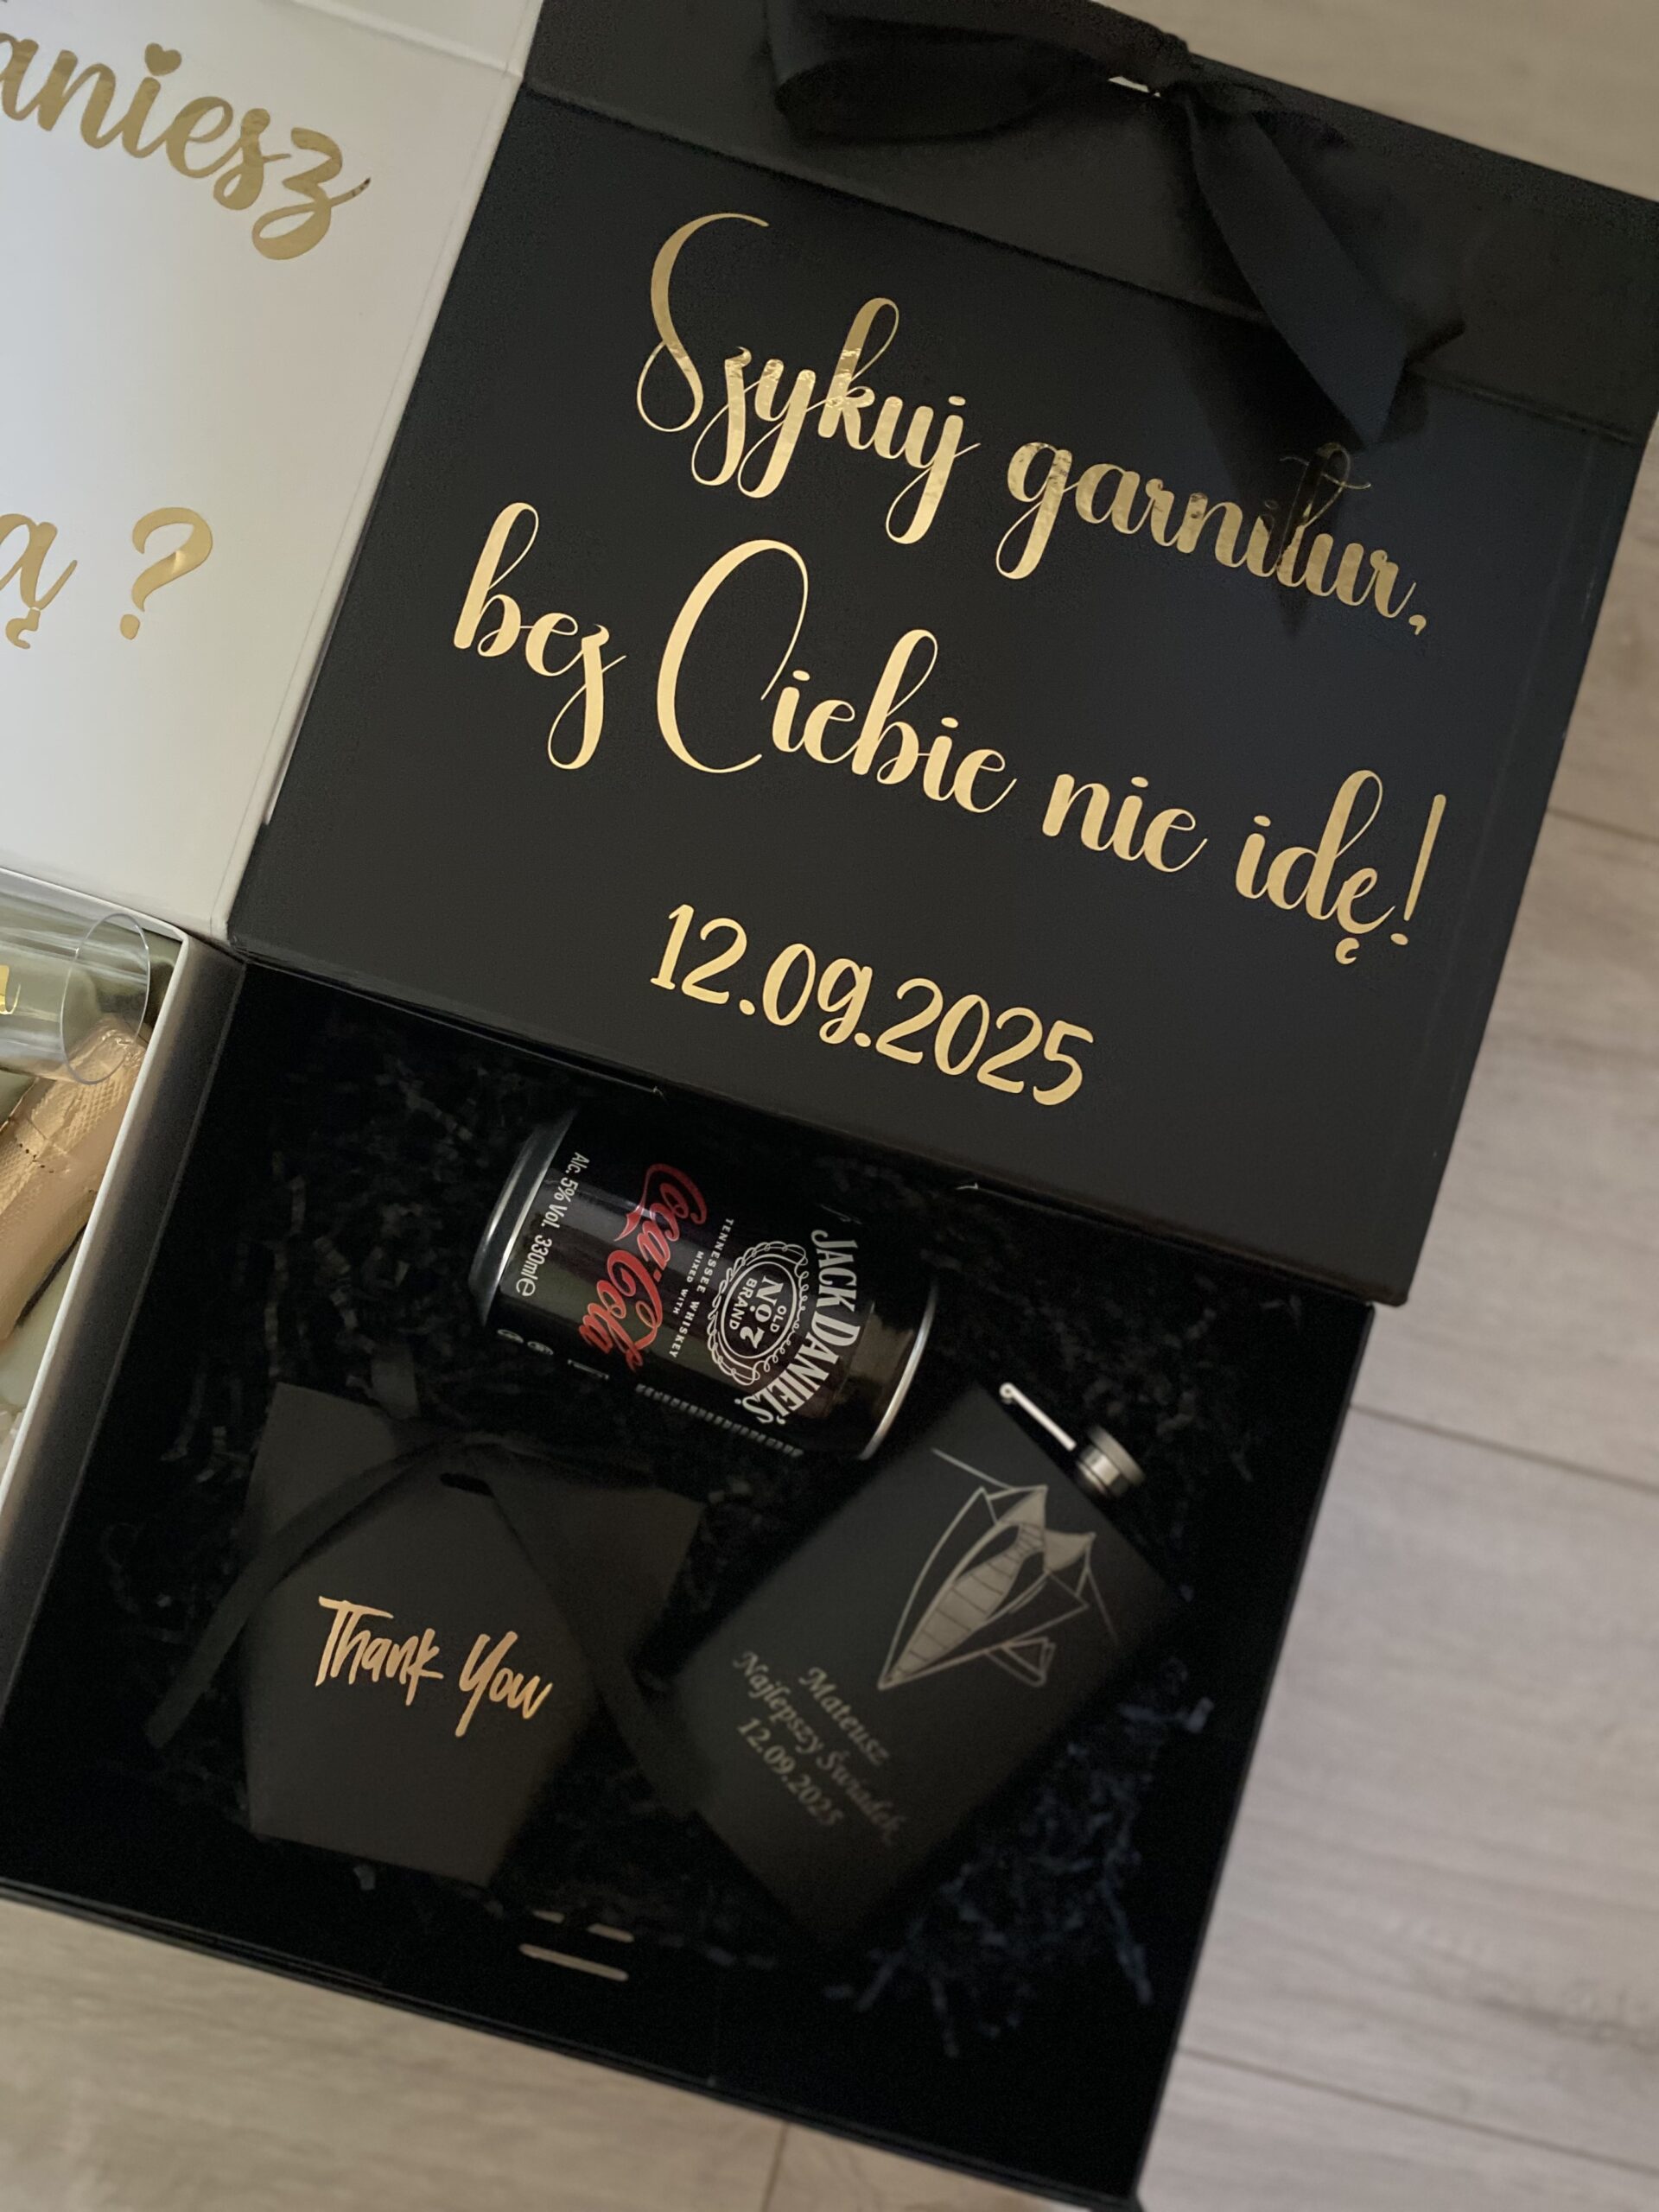 aniesz
ą ?
Szykuj garnitur,
bez Ciebie nie idę!
12.09.2025
JACK DANIEL'S
OLD
No. 7
BRAND
TENNESSEE WHISKEY
MIXED WITH
Coca-Cola
Alc. 5% Vol. 330ml e
Thank You
Mateusz
Najlepszy Świadek
12.09.2025